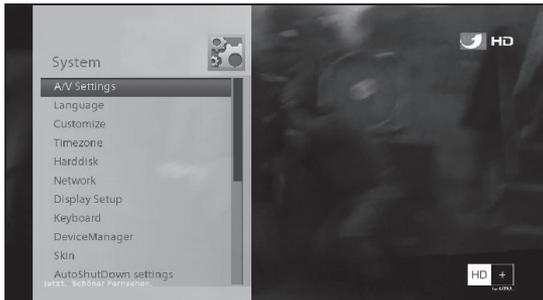 System
HD
A/V Settings
Language
Customize
Timezone
Harddisk
Network
Display Setup
Keyboard
DeviceManager
Skin
AutoShutDown settings
Jetzt. Schöner Fernsehen.
HD +